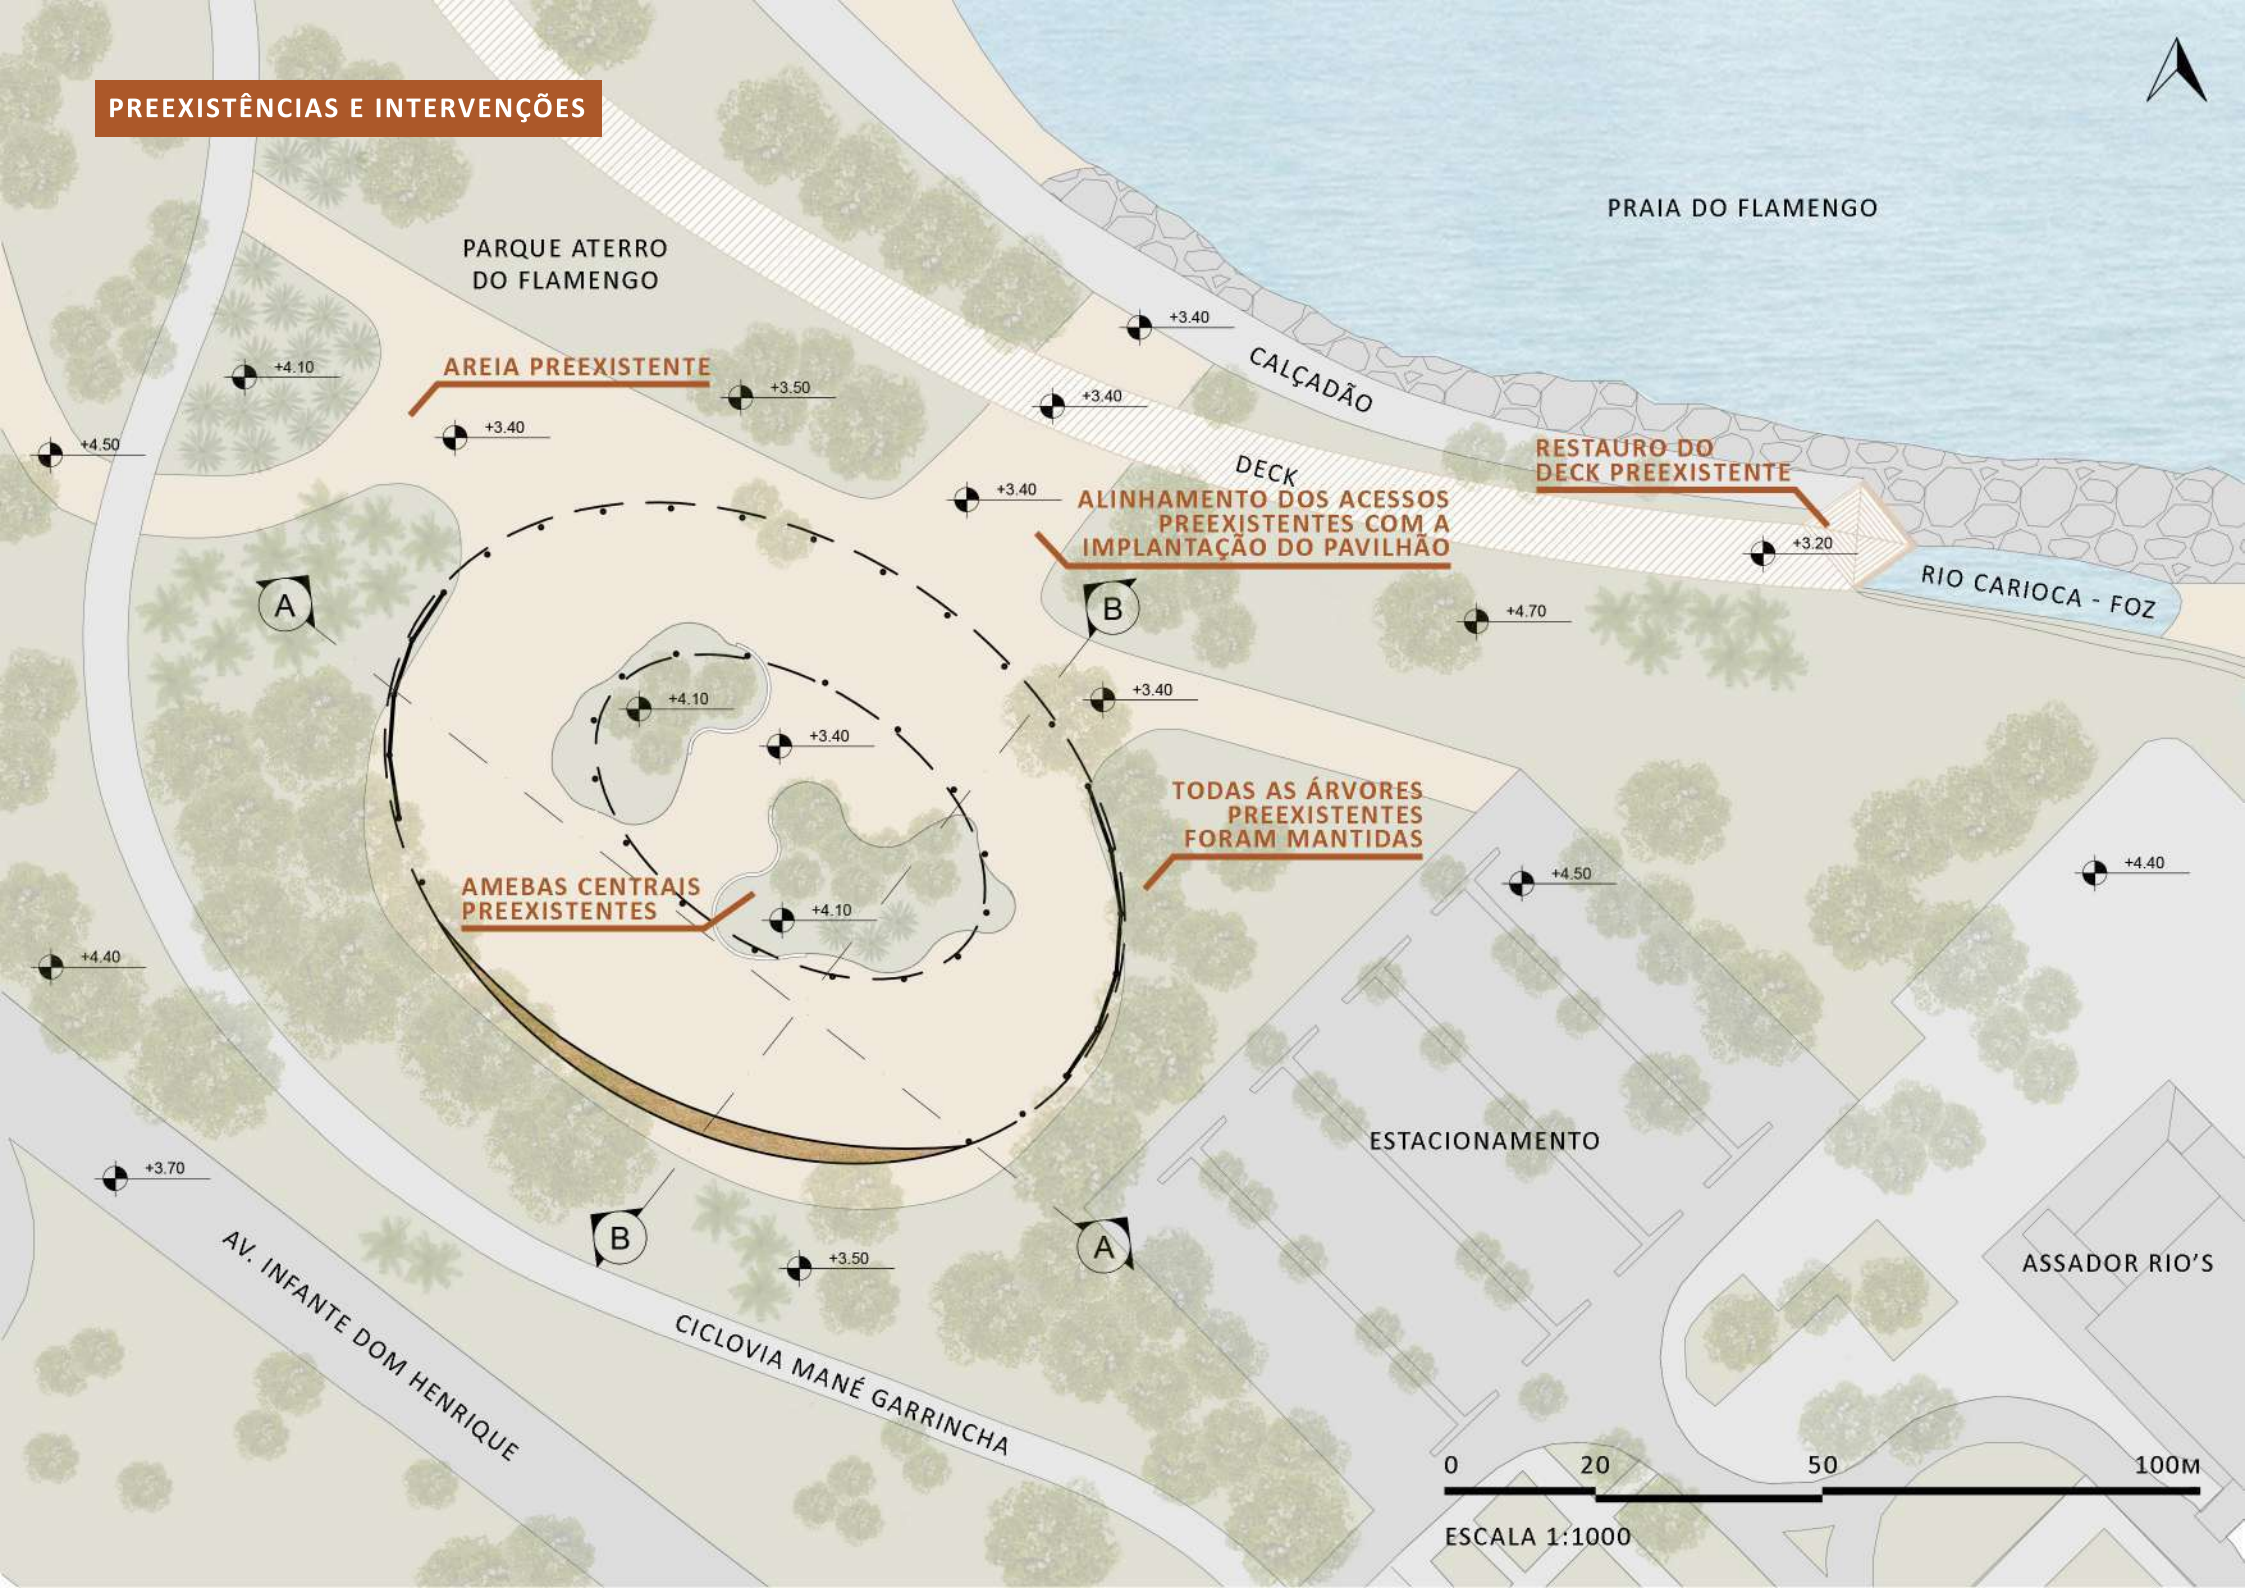 PREEXISTÊNCIAS E INTERVENÇÕES
PRAIA DO FLAMENGO
PARQUE ATERRO
DO FLAMENGO
+3.40
CALÇADÃO
+4.10
AREIA PREEXISTENTE
+3.50
+3.40
+3.40
+4.50
DECK
RESTAURO DO
DECK PREEXISTENTE
+3.40
ALINHAMENTO DOS ACESSOS
PREEXISTENTES COM A
IMPLANTAÇÃO DO PAVILHÃO
+3.20
RIO CARIOCA - FOZ
A
B
+4.70
+4.10
+3.40
+3.40
TODAS AS ÁRVORES
PREEXISTENTES
FORAM MANTIDAS
+4.50
+4.40
AMEBAS CENTRAIS
PREEXISTENTES
+4.10
+4.40
ESTACIONAMENTO
+3.70
B
A
+3.50
ASSADOR RIO’S
AV. INFANTE DOM HENRIQUE
CICLOVIA MANÉ GARRINCHA
0 20 50 100M
ESCALA 1:1000